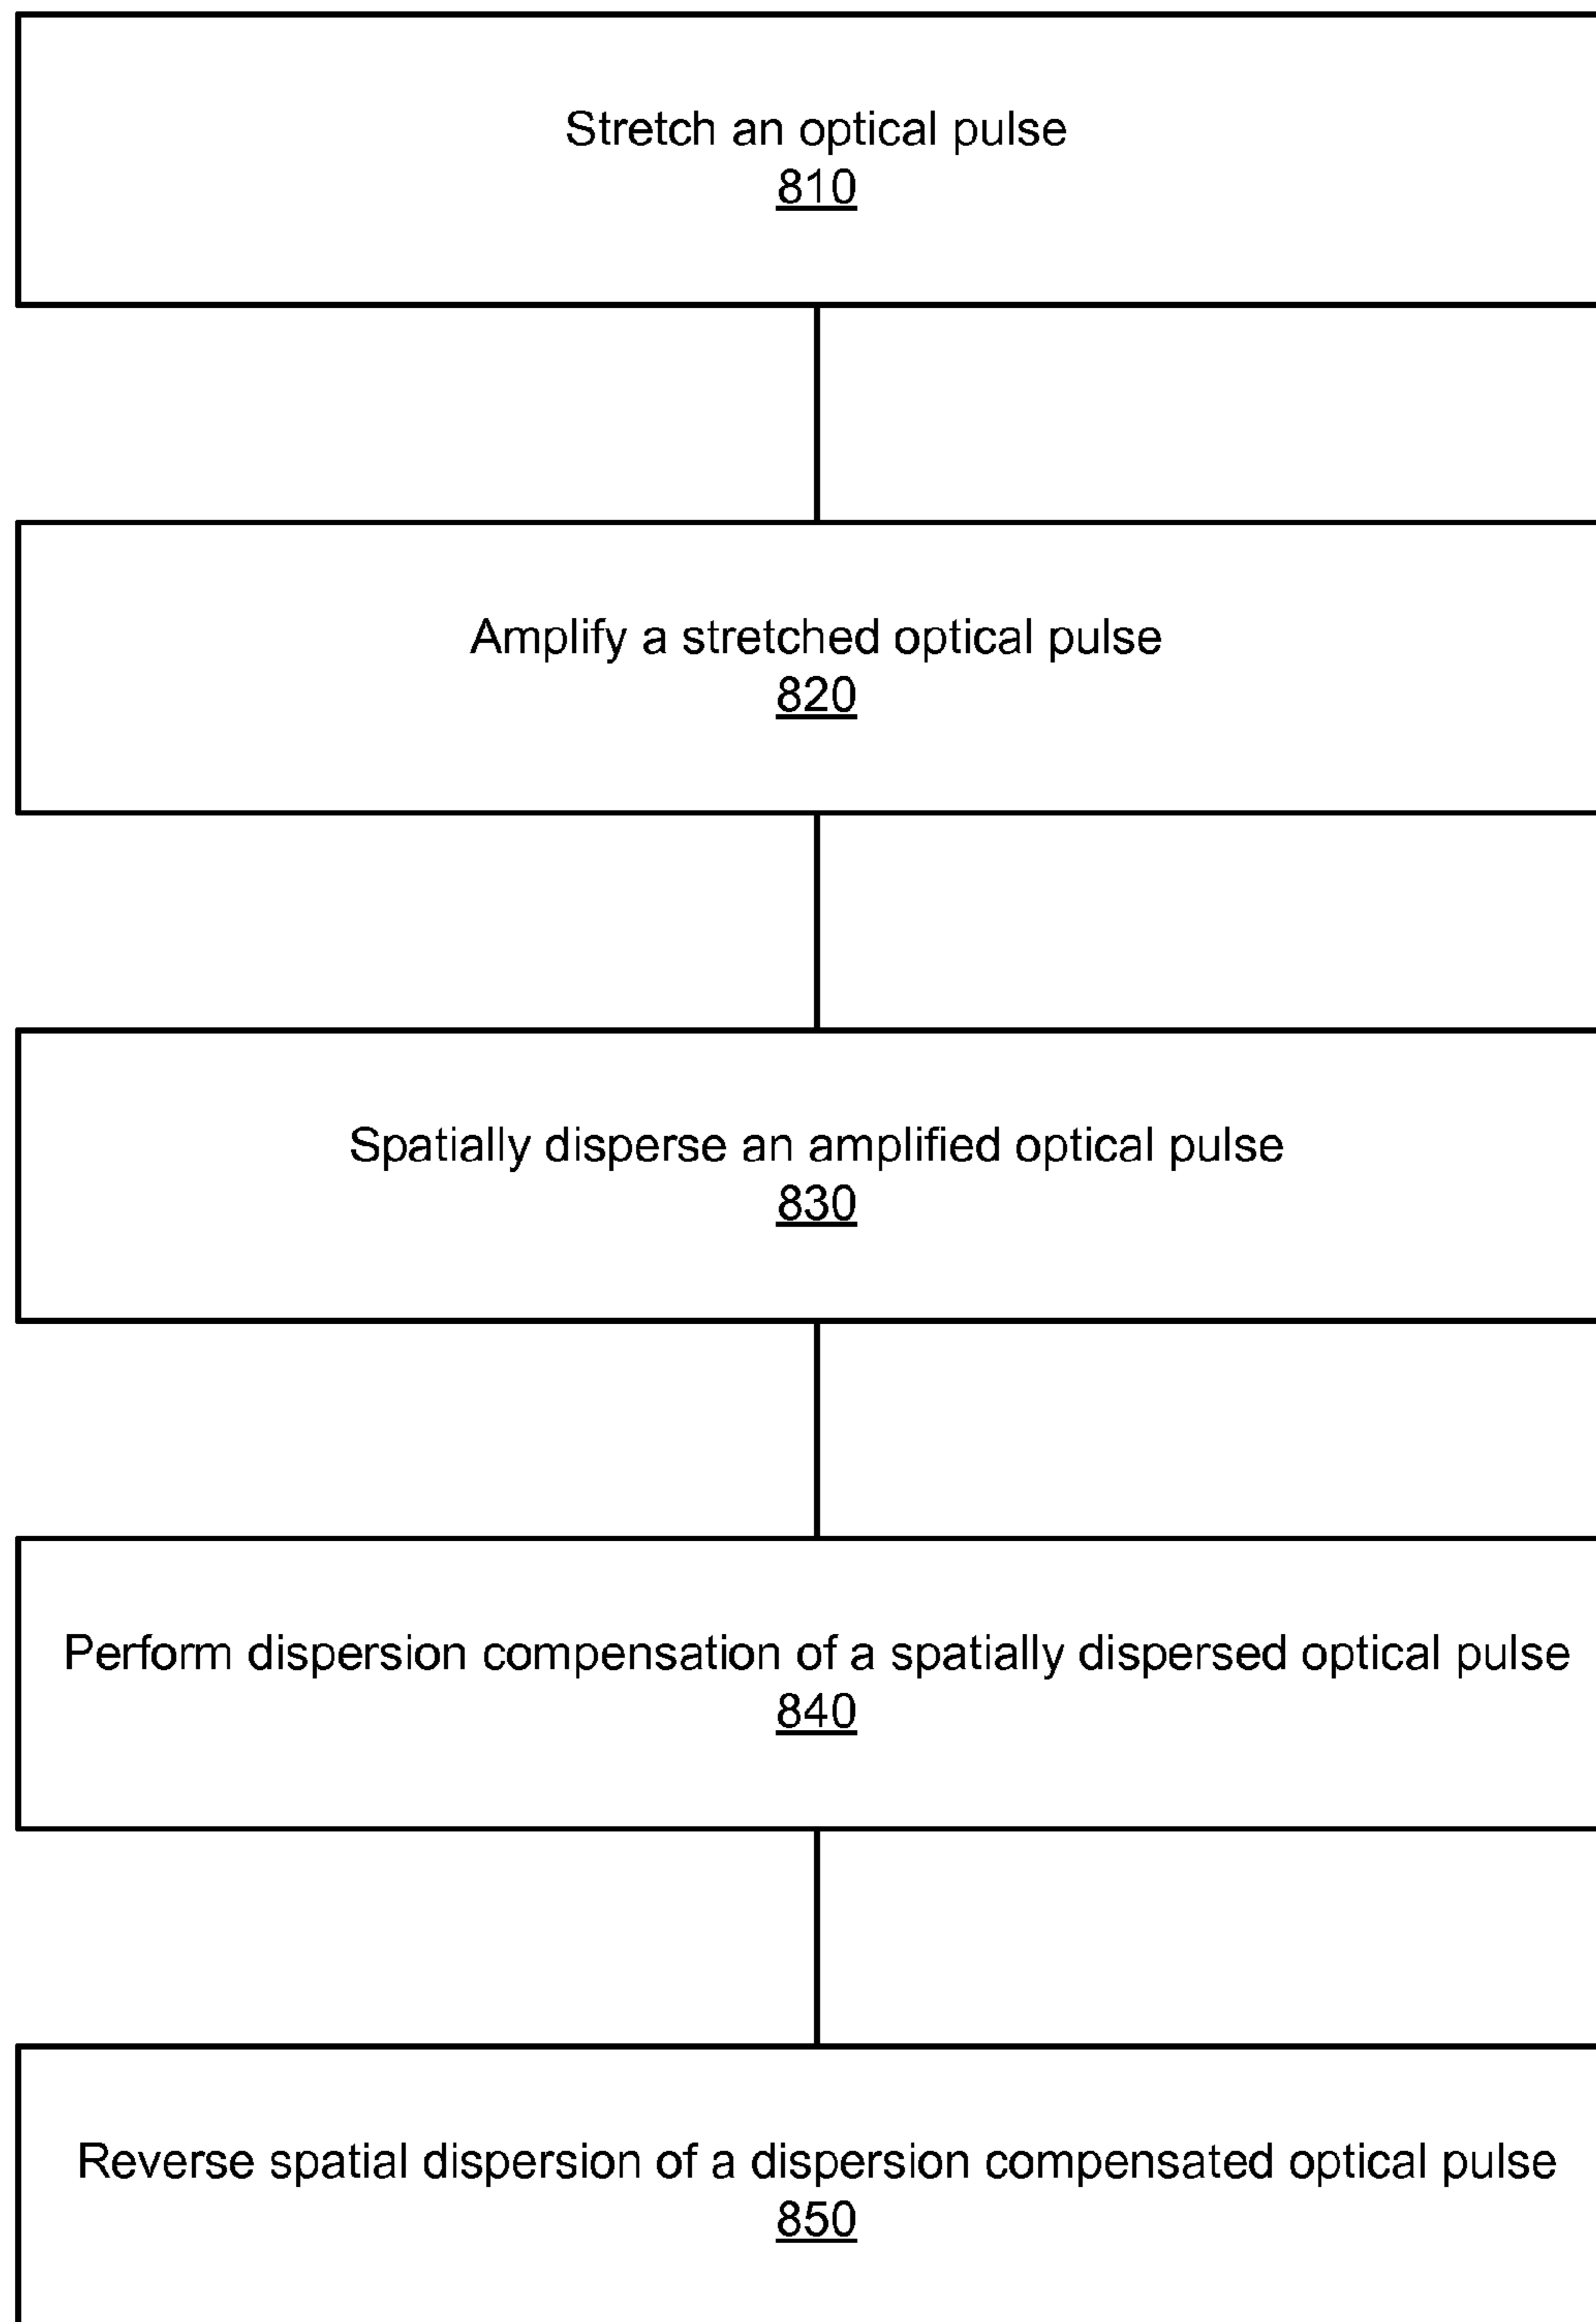 Stretch an optical pulse
810
Amplify a stretched optical pulse
820
Spatially disperse an amplified optical pulse
830
Perform dispersion compensation of a spatially dispersed optical pulse
840
Reverse spatial dispersion of a dispersion compensated optical pulse
850